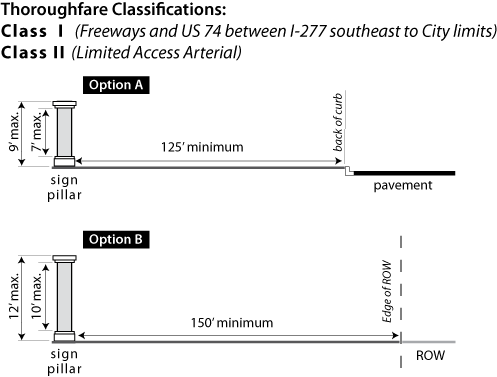 Thoroughfare Classifications:
Class I (Freeways and US 74 between I-277 southeast to City limits)
Class II (Limited Access Arterial)
Option A
9' max.
7' max.
125' minimum
back of curb
sign
pillar
pavement
Option B
12' max.
10' max.
150' minimum
Edge of ROW
sign
pillar
ROW